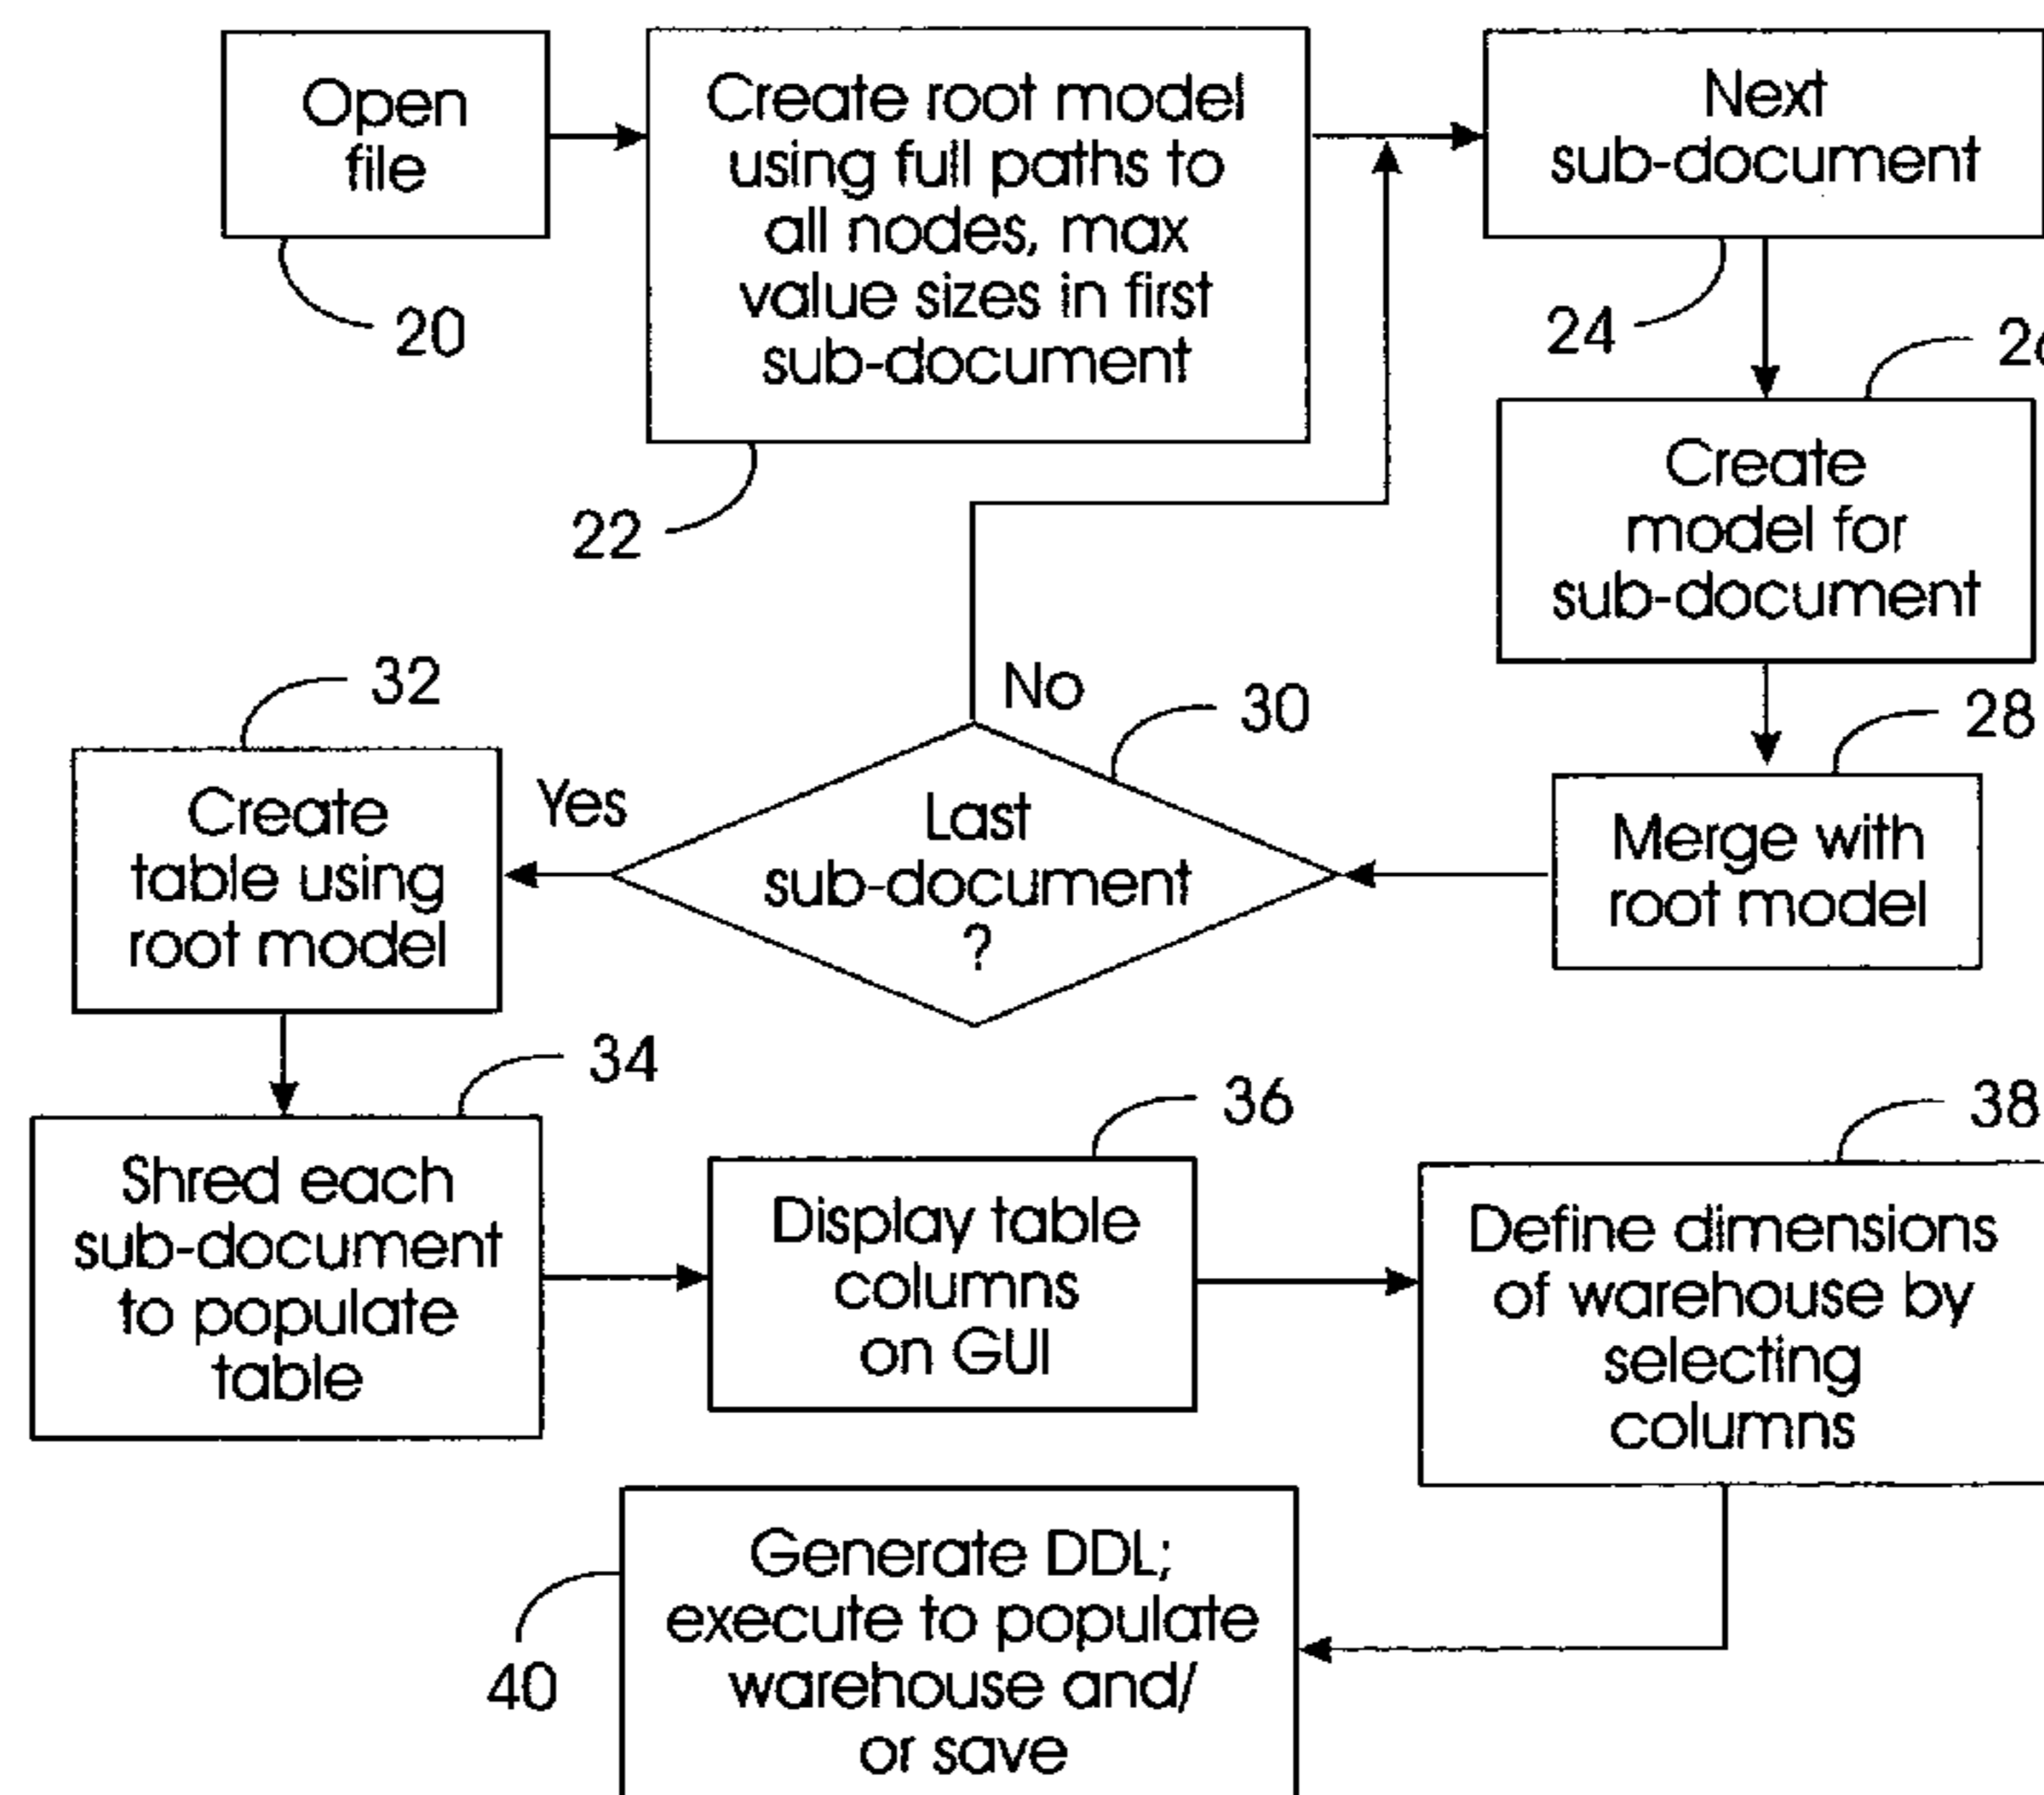 Open
file
20
Create root model
using full paths to
all nodes, max
value sizes in first
sub-document
22
Next
sub-document
24
Create
model for
sub-document
Merge with
root model
28
Last
sub-document
?
30
No
Yes
Create
table using
root model
32
Shred each
sub-document
to populate
table
34
Display table
columns
on GUI
36
Define dimensions
of warehouse by
selecting
columns
38
Generate DDL;
execute to populate
warehouse and/
or save
40